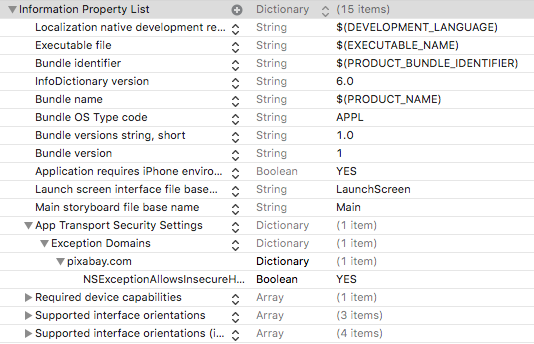 Information Property List Dictionary (15 items)
Localization native development re... String $(DEVELOPMENT_LANGUAGE)
Executable file String $(EXECUTABLE_NAME)
Bundle identifier String $(PRODUCT_BUNDLE_IDENTIFIER)
InfoDictionary version String 6.0
Bundle name String $(PRODUCT_NAME)
Bundle OS Type code String APPL
Bundle versions string, short String 1.0
Bundle version String 1
Application requires iPhone enviro... Boolean YES
Launch screen interface file base... String LaunchScreen
Main storyboard file base name String Main
App Transport Security Settings Dictionary (1 item)
Exception Domains Dictionary (1 item)
pixabay.com Dictionary (1 item)
NSExceptionAllowsInsecureH... Boolean YES
Required device capabilities Array (1 item)
Supported interface orientations Array (3 items)
Supported interface orientations (i... Array (4 items)